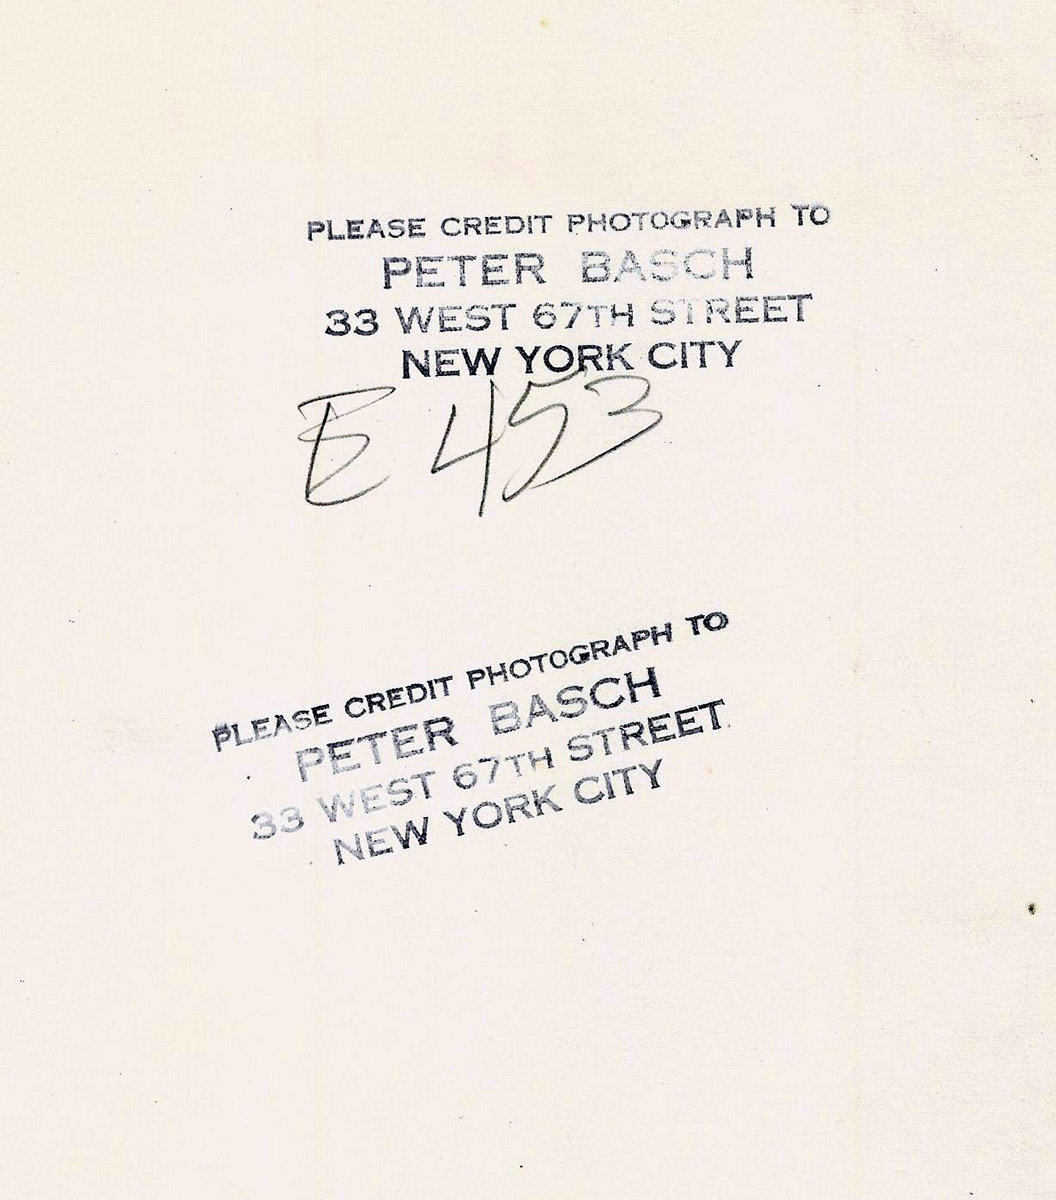 PLEASE CREDIT PHOTOGRAPH TO
PETER BASCH
33 WEST 67TH STREET
NEW YORK CITY
E 453
PLEASE CREDIT PHOTOGRAPH TO
PETER BASCH
33 WEST 67TH STREET
NEW YORK CITY